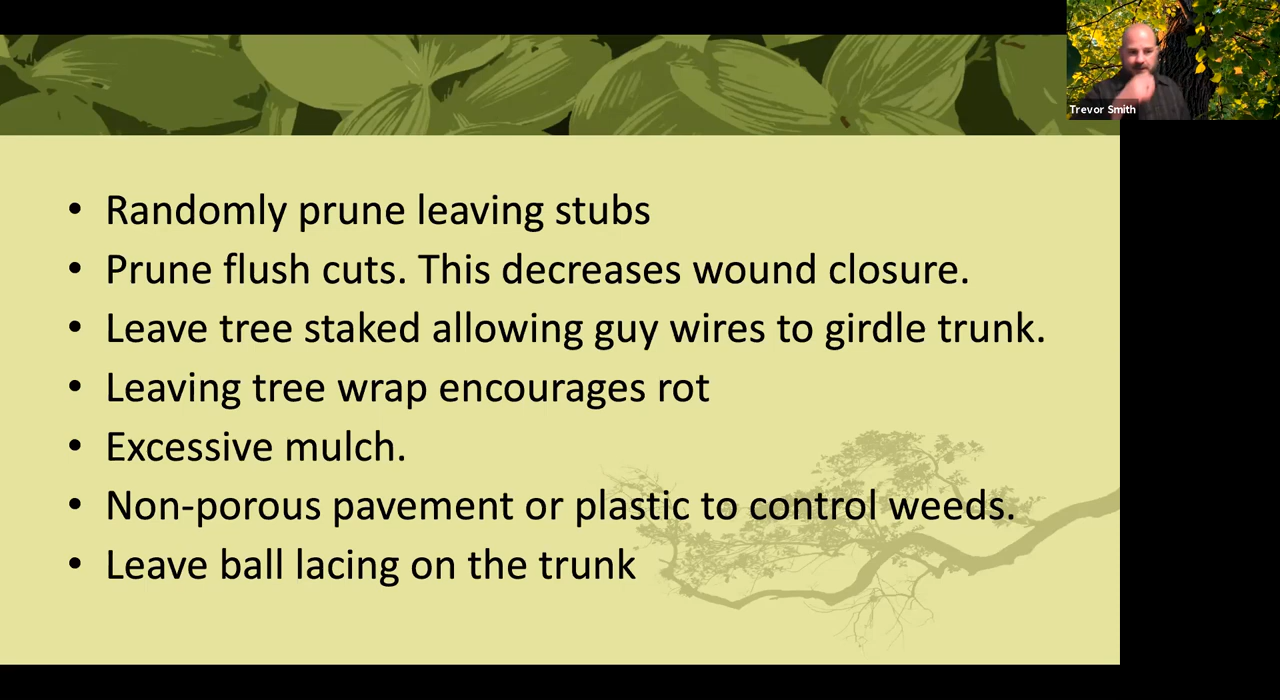 Trevor Smith
• Randomly prune leaving stubs
• Prune flush cuts. This decreases wound closure.
• Leave tree staked allowing guy wires to girdle trunk.
• Leaving tree wrap encourages rot
• Excessive mulch.
• Non-porous pavement or plastic to control weeds.
• Leave ball lacing on the trunk